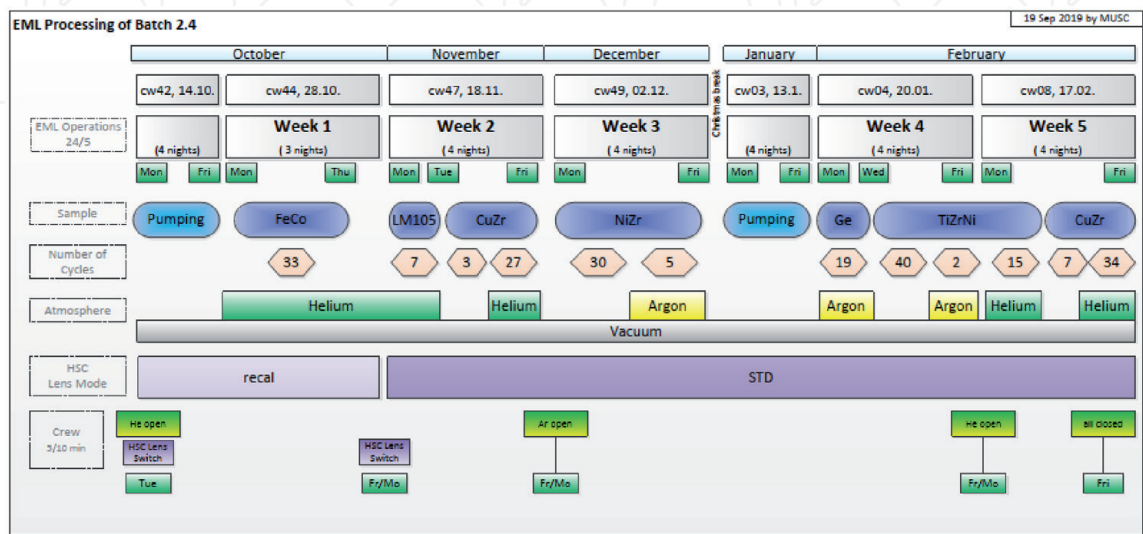 EML Processing of Batch 2.4
19 Sep 2019 by MUSC
October
November
December
January
February
cw42, 14.10.
cw44, 28.10.
cw47, 18.11.
cw49, 02.12.
Christmas break
cw03, 13.1.
cw04, 20.01.
cw08, 17.02.
EML Operations
24/5
(4 nights)
Week 1
( 3 nights)
Week 2
( 4 nights)
Week 3
( 4 nights)
(4 nights)
Week 4
( 4 nights)
Week 5
( 4 nights)
Mon
Fri
Mon
Thu
Mon
Tue
Fri
Mon
Fri
Mon
Fri
Mon
Wed
Fri
Mon
Fri
Sample
Pumping
FeCo
LM105
CuZr
NiZr
Pumping
Ge
TiZrNi
CuZr
Number of
Cycles
33
7
3
27
30
5
19
40
2
15
7
34
Atmosphere
Helium
Helium
Argon
Argon
Argon
Helium
Helium
Vacuum
HSC
Lens Mode
recal
STD
Crew
5/10 min
He open
HSC Lens
Switch
Tue
HSC Lens
Switch
Fr/Mo
Ar open
Fr/Mo
He open
Fr/Mo
all closed
Fri